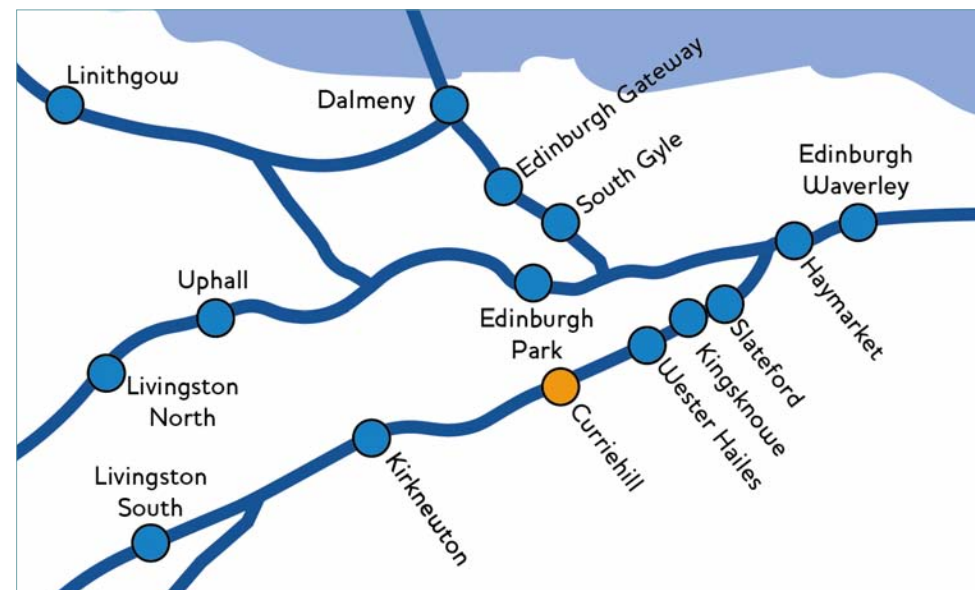 Linithgow
Dalmeny
Edinburgh Gateway
South Gyle
Edinburgh
Waverley
Uphall
Edinburgh
Park
Haymarket
Slateford
Kingsknowe
Wester Hailes
Livingston
North
Curriehill
Livingston
South
Kirknewton